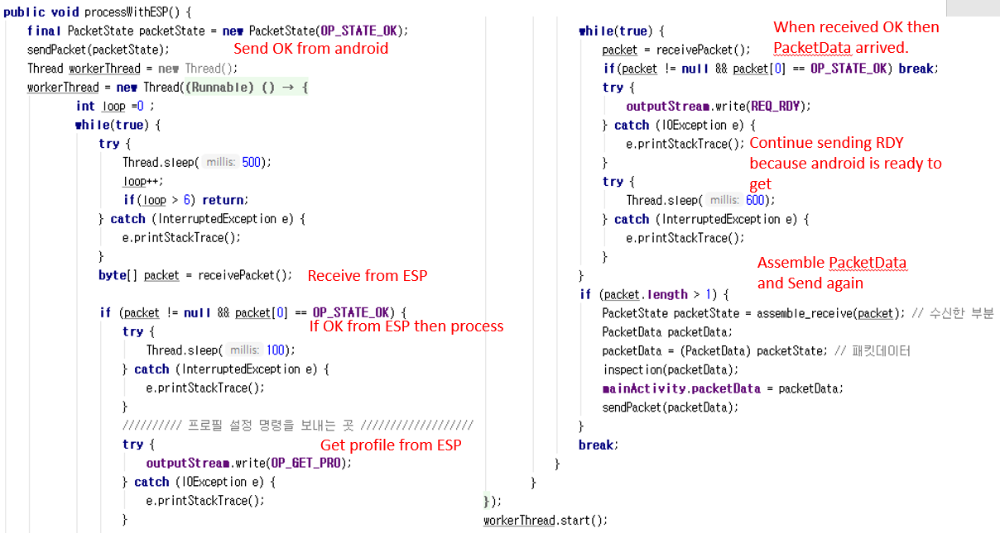 public void processWithESP() {
final PacketState packetState = new PacketState(OP_STATE_OK);
sendPacket(packetState);
Send OK from android
Thread workerThread = new Thread();
workerThread = new Thread((Runnable) () → {
int loop =0 ;
while(true) {
try {
Thread.sleep( millis: 500);
loop++;
if(loop > 6) return;
} catch (InterruptedException e) {
e.printStackTrace();
}
byte[] packet = receivePacket();
Receive from ESP
if (packet != null && packet[0] == OP_STATE_OK) {
If OK from ESP then process
try {
Thread.sleep( millis: 100);
} catch (InterruptedException e) {
e.printStackTrace();
}
////////// 프로필 설정 명령을 보내는 곳 ///////////////////
try {
Get profile from ESP
outputStream.write(OP_GET_PRO);
} catch (IOException e) {
e.printStackTrace();
}
while(true) {
When received OK then
PacketData arrived.
packet = receivePacket();
if(packet != null && packet[0] == OP_STATE_OK) break;
try {
outputStream.write(REQ_RDY);
} catch (IOException e) {
e.printStackTrace();
Continue sending RDY
because android is ready to
get
}
try {
Thread.sleep( millis: 600);
} catch (InterruptedException e) {
e.printStackTrace();
}
Assemble PacketData
and Send again
}
if (packet.length > 1) {
PacketState packetState = assemble_receive(packet); // 수신한 부분
PacketData packetData;
packetData = (PacketData) packetState; // 패킷데이터
inspection(packetData);
mainActivity.packetData = packetData;
sendPacket(packetData);
}
break;
}
}
});
workerThread.start();